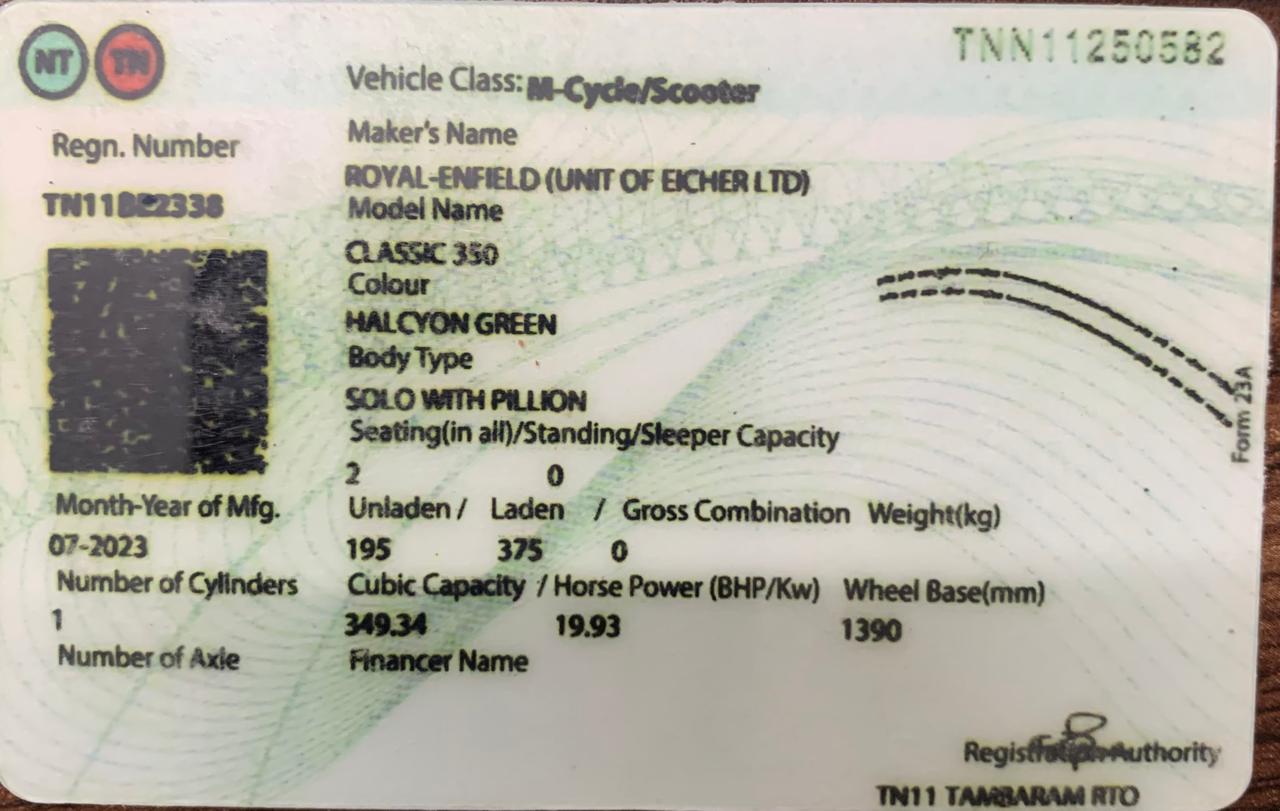 NT TN
TNN11250582
Vehicle Class: M-Cycle/Scooter
Regn. Number
Maker's Name
ROYAL-ENFIELD (UNIT OF EICHER LTD)
Model Name
CLASSIC 350
Colour
HALCYON GREEN
Body Type
SOLO WITH PILLION
Seating(in all)/Standing/Sleeper Capacity
2 0
Form 23A
Month-Year of Mfg.
07-2023
Unladen / Laden / Gross Combination Weight(kg)
195 375 0
Number of Cylinders
1
Cubic Capacity / Horse Power (BHP/Kw) Wheel Base(mm)
349.34 19.93 1390
Number of Axle
Financer Name
Registration Authority
TN11 TAMBARAM RTO